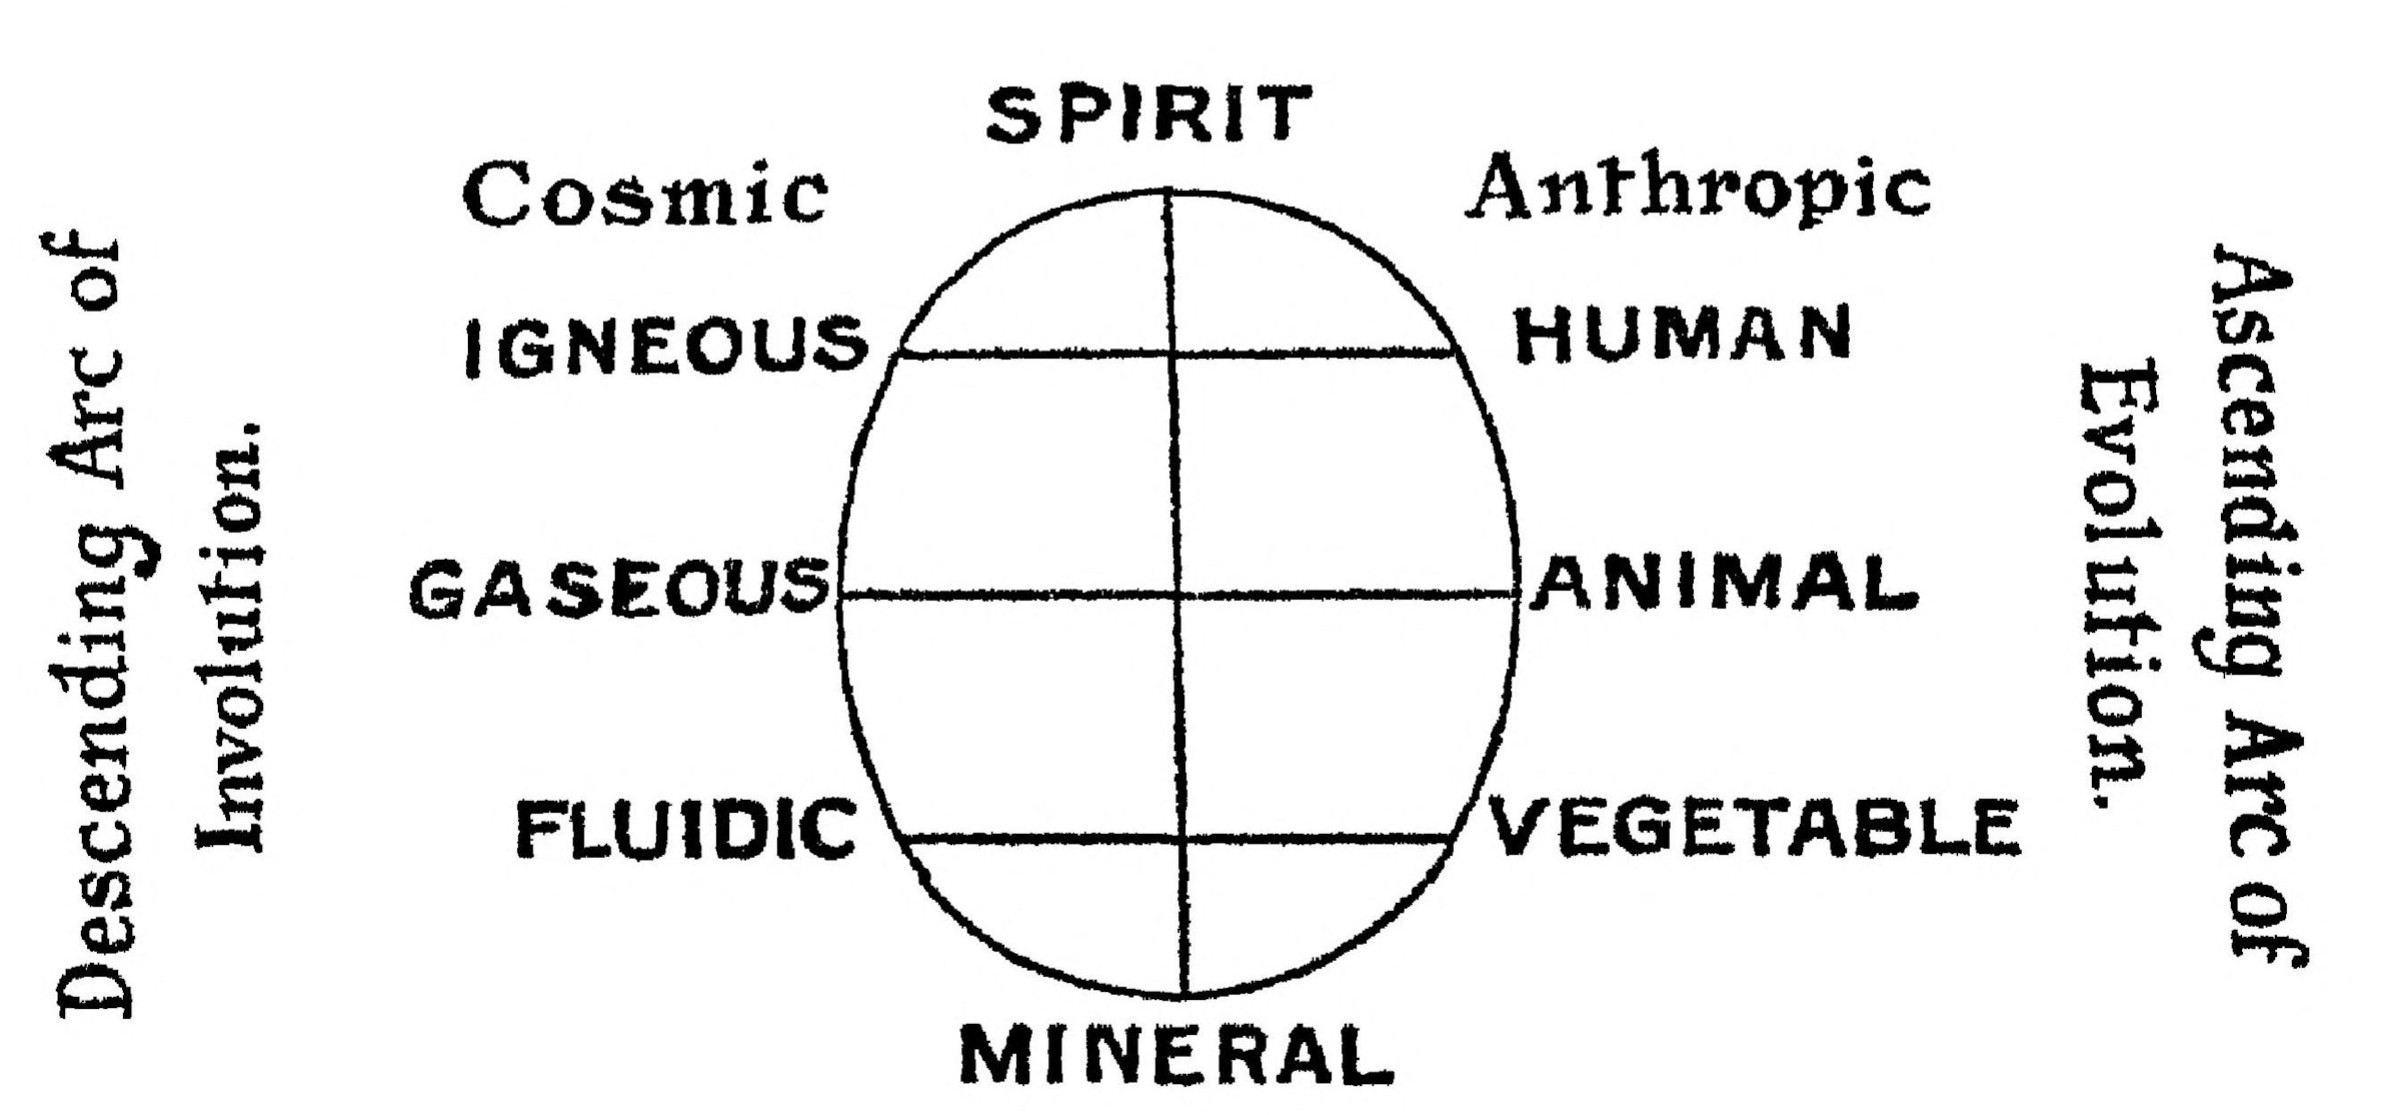 SPIRIT
Cosmic
Anthropic
Descending Arc of
Involution.
IGNEOUS
HUMAN
GASEOUS
ANIMAL
FLUIDIC
VEGETABLE
Ascending Arc of
Evolution.
MINERAL